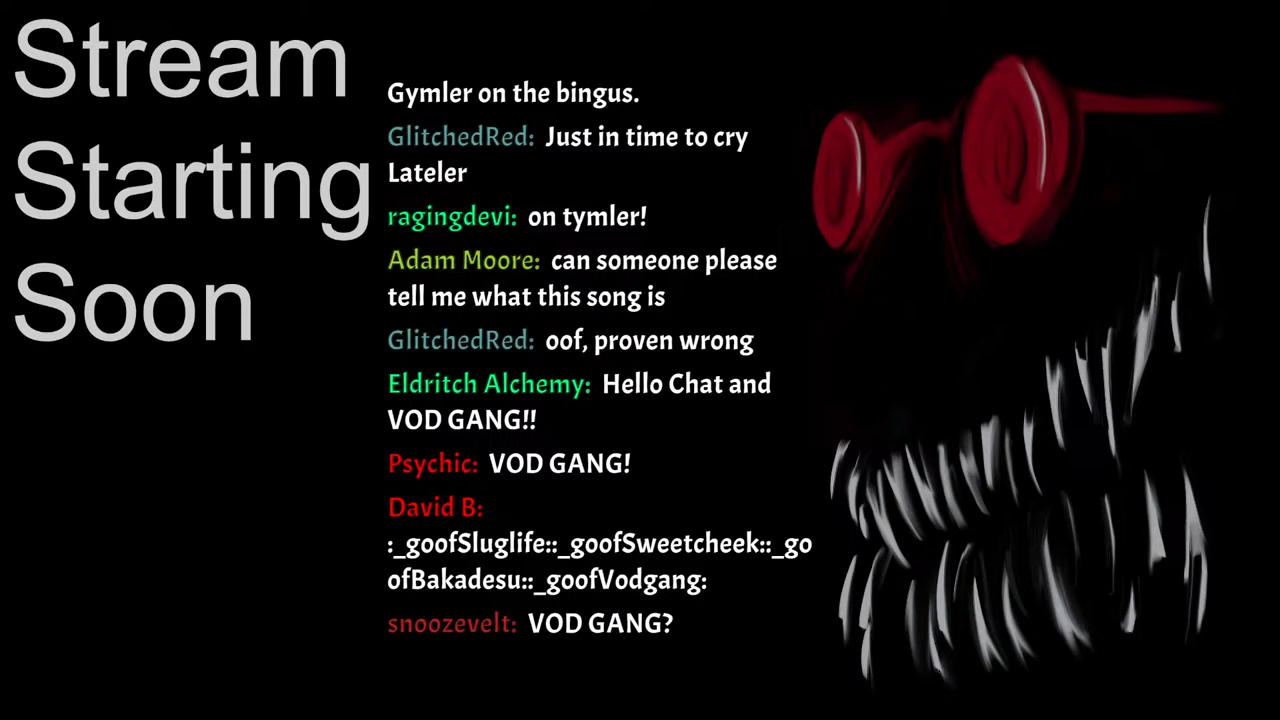 Stream
Starting
Soon
Gymler on the bingus.
GlitchedRed: Just in time to cry
Lateler
ragingdevi: on tymler!
Adam Moore: can someone please
tell me what this song is
GlitchedRed: oof, proven wrong
Eldritch Alchemy: Hello Chat and
VOD GANG!!
Psychic: VOD GANG!
David B:
:_goofSluglife::_goofSweetcheek::_go
ofBakadesu::_goofVodgang:
snoozevelt: VOD GANG?